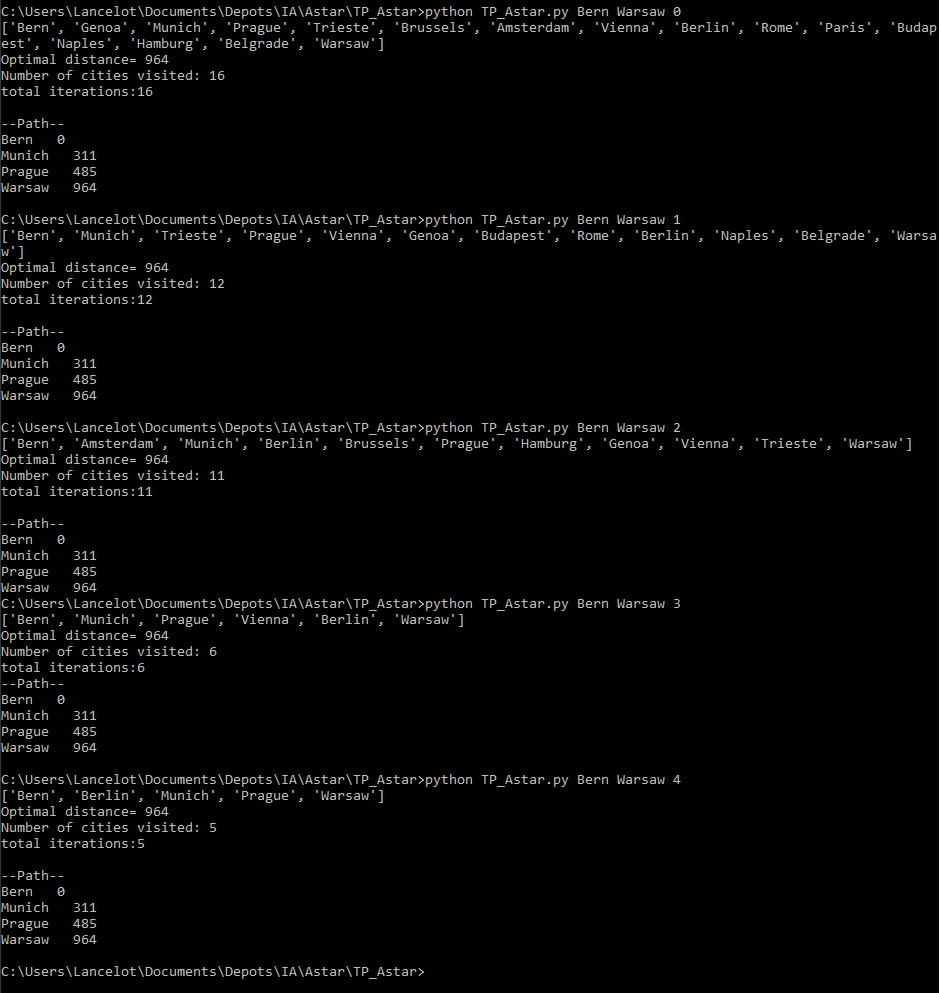 C:\Users\Lancelot\Documents\Depots\IA\Astar\TP_Astar>python TP_Astar.py Bern Warsaw 0
['Bern', 'Genoa', 'Munich', 'Prague', 'Trieste', 'Brussels', 'Amsterdam', 'Vienna', 'Berlin', 'Rome', 'Paris', 'Budap
est', 'Naples', 'Hamburg', 'Belgrade', 'Warsaw']
Optimal distance= 964
Number of cities visited: 16
total iterations:16

--Path--
Bern   0
Munich   311
Prague   485
Warsaw   964

C:\Users\Lancelot\Documents\Depots\IA\Astar\TP_Astar>python TP_Astar.py Bern Warsaw 1
['Bern', 'Munich', 'Trieste', 'Prague', 'Vienna', 'Genoa', 'Budapest', 'Rome', 'Berlin', 'Naples', 'Belgrade', 'Warsa
w']
Optimal distance= 964
Number of cities visited: 12
total iterations:12

--Path--
Bern   0
Munich   311
Prague   485
Warsaw   964

C:\Users\Lancelot\Documents\Depots\IA\Astar\TP_Astar>python TP_Astar.py Bern Warsaw 2
['Bern', 'Amsterdam', 'Munich', 'Berlin', 'Brussels', 'Prague', 'Hamburg', 'Genoa', 'Vienna', 'Trieste', 'Warsaw']
Optimal distance= 964
Number of cities visited: 11
total iterations:11

--Path--
Bern   0
Munich   311
Prague   485
Warsaw   964
C:\Users\Lancelot\Documents\Depots\IA\Astar\TP_Astar>python TP_Astar.py Bern Warsaw 3
['Bern', 'Munich', 'Prague', 'Vienna', 'Berlin', 'Warsaw']
Optimal distance= 964
Number of cities visited: 6
total iterations:6
--Path--
Bern   0
Munich   311
Prague   485
Warsaw   964

C:\Users\Lancelot\Documents\Depots\IA\Astar\TP_Astar>python TP_Astar.py Bern Warsaw 4
['Bern', 'Berlin', 'Munich', 'Prague', 'Warsaw']
Optimal distance= 964
Number of cities visited: 5
total iterations:5

--Path--
Bern   0
Munich   311
Prague   485
Warsaw   964

C:\Users\Lancelot\Documents\Depots\IA\Astar\TP_Astar>